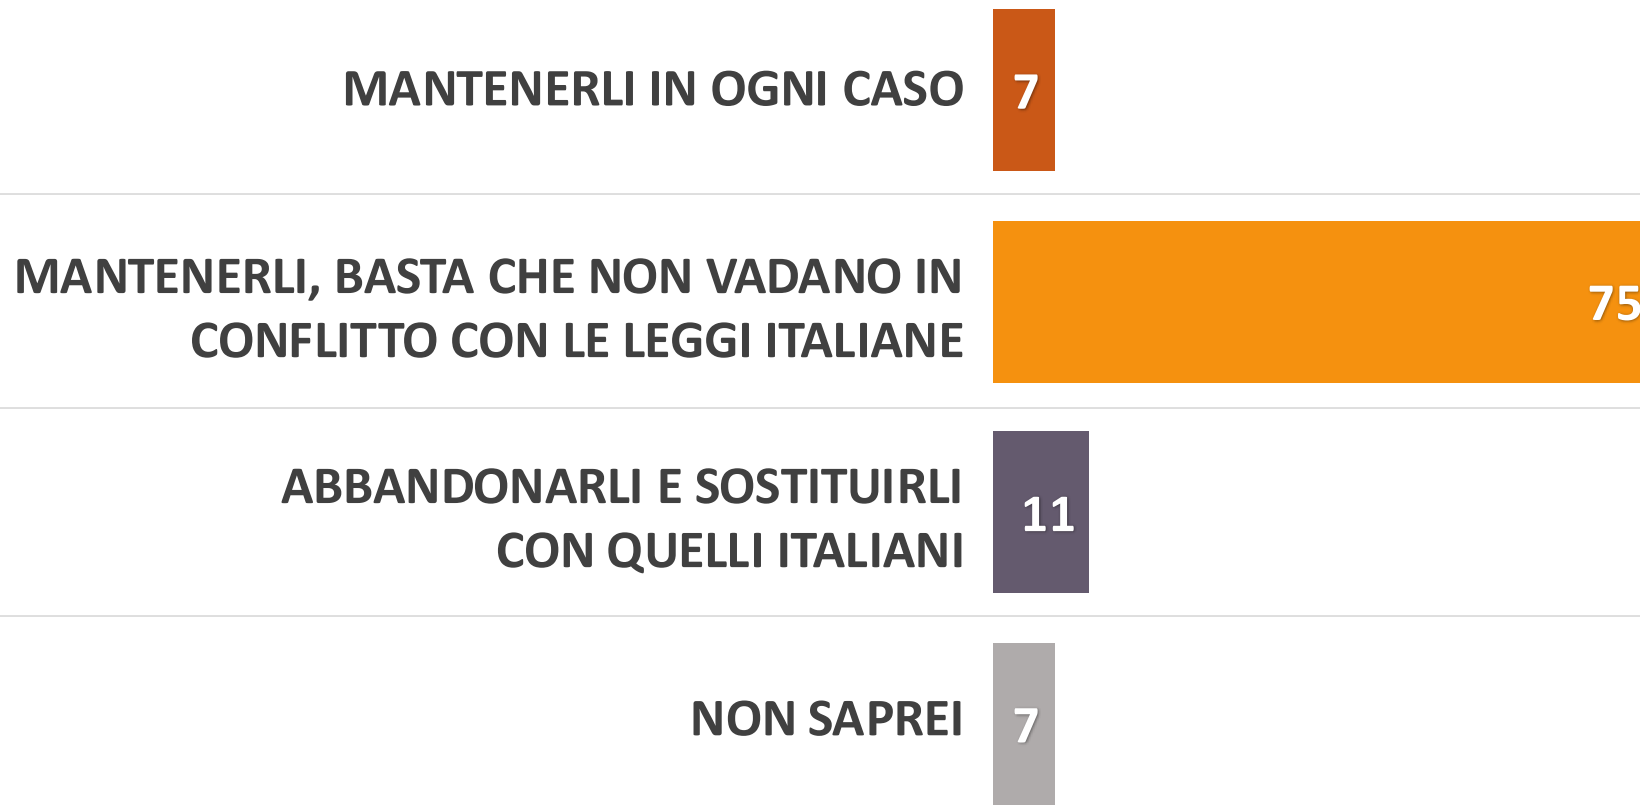 MANTENERLI IN OGNI CASO
7
MANTENERLI, BASTA CHE NON VADANO IN
CONFLITTO CON LE LEGGI ITALIANE
75
ABBANDONARLI E SOSTITUIRLI
CON QUELLI ITALIANI
11
NON SAPREI
7